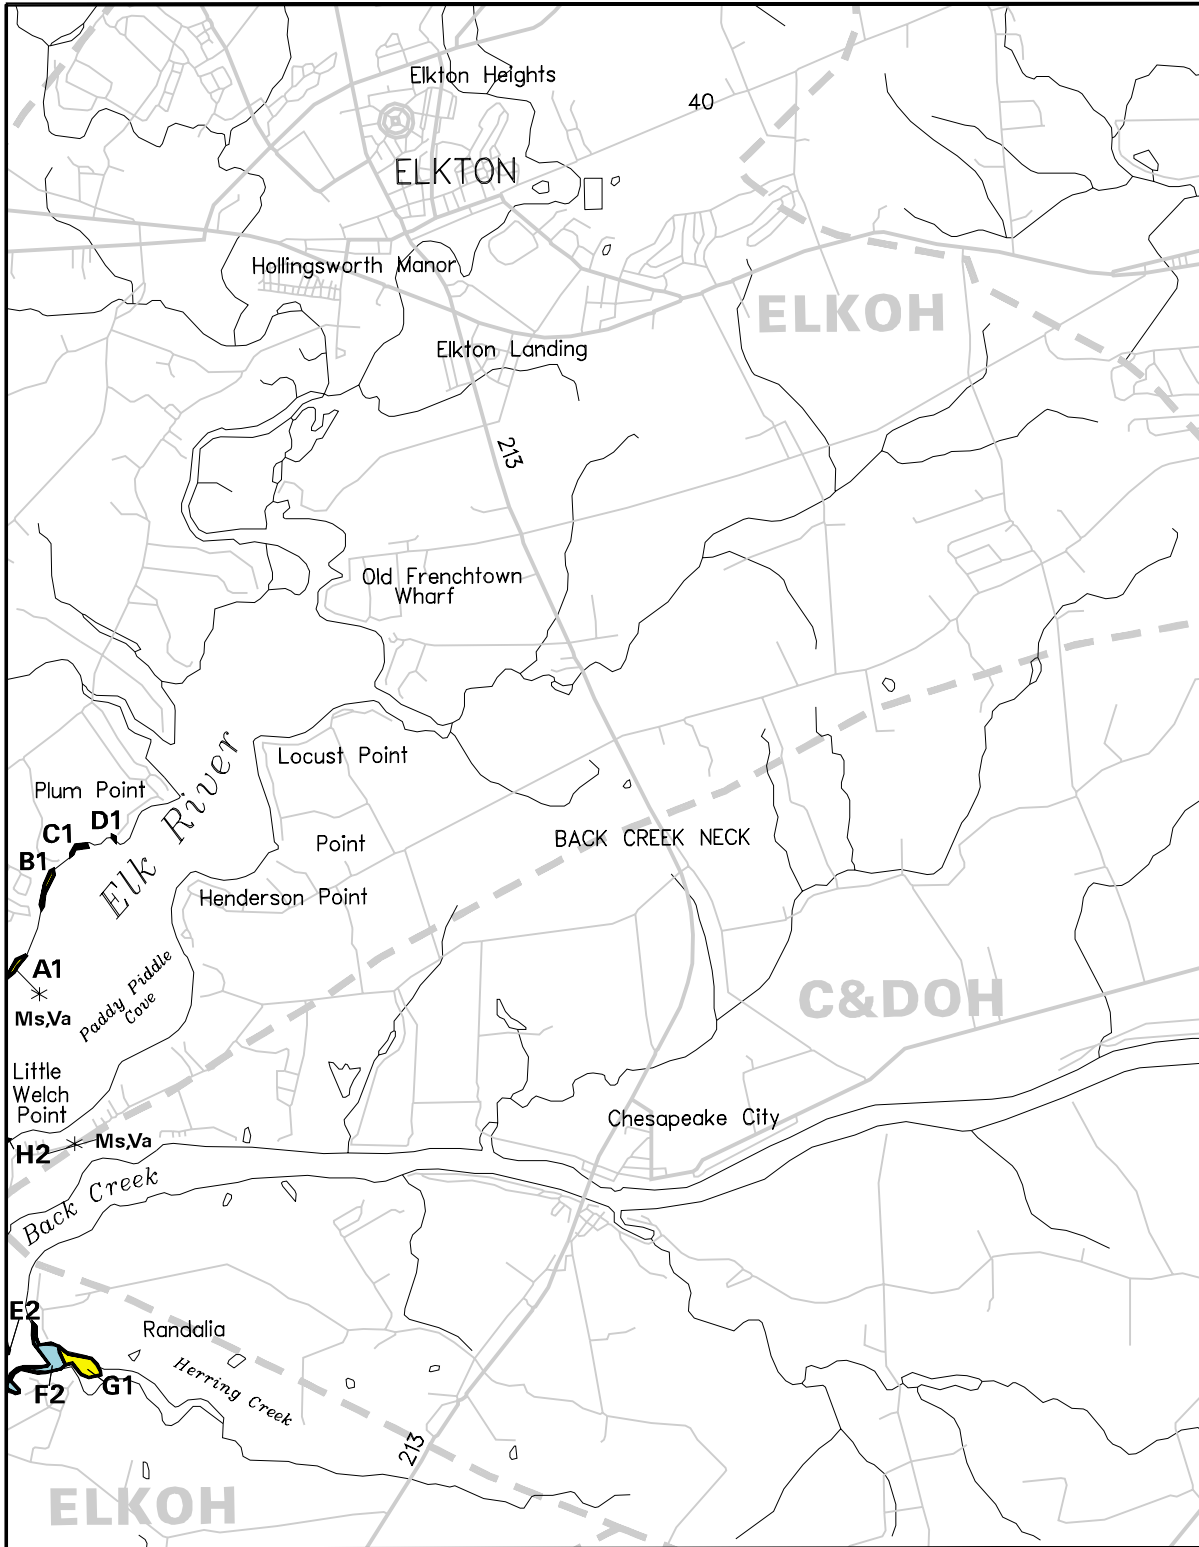 Elkton Heights
40
ELKTON
Hollingsworth Manor
ELKOH
Elkton Landing
213
Old Frenchtown
Wharf
Elk River
Locust Point
Plum Point
D1
C1
Point
BACK CREEK NECK
B1
Henderson Point
A1
Ms,Va
Paddy Piddle
Cove
C&DOH
Little
Welch
Point
Chesapeake City
H2
Ms,Va
Back Creek
E2
Randalia
Herring Creek
F2
G1
213
ELKOH